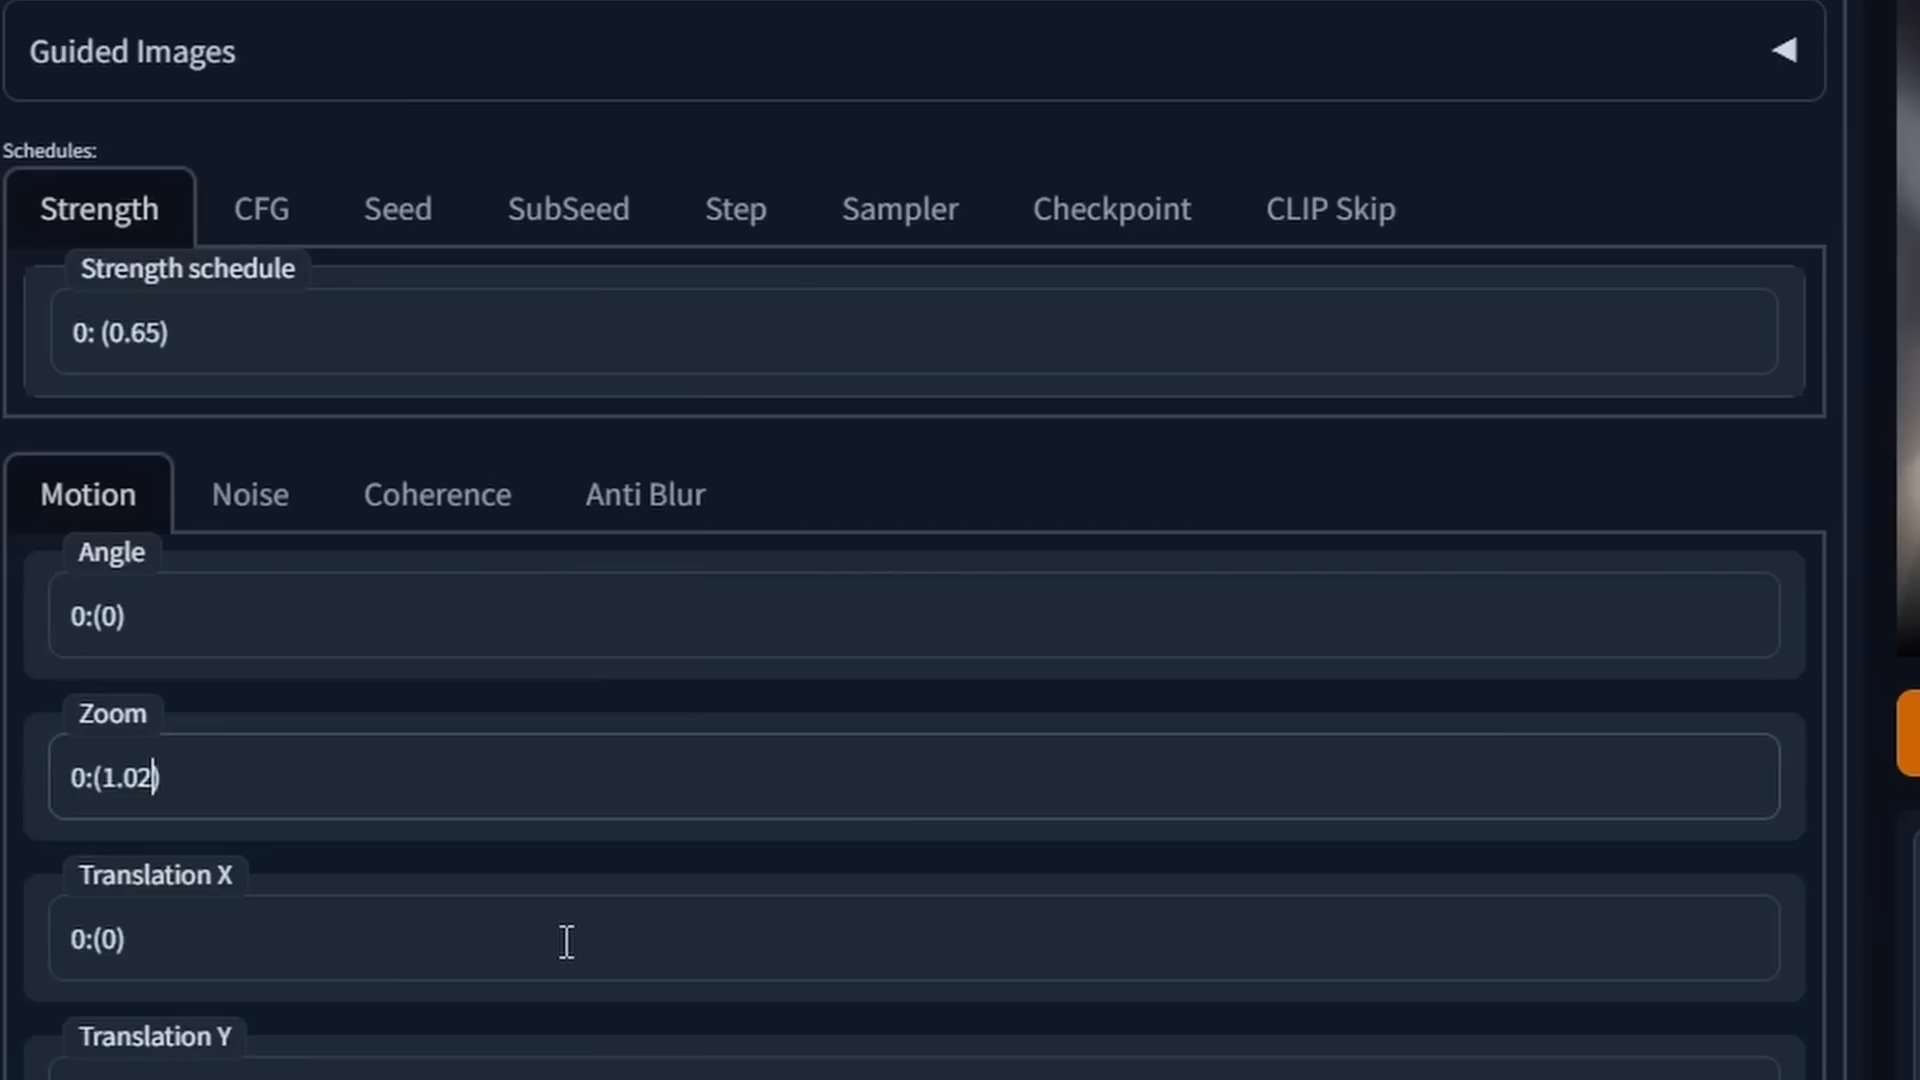 Guided Images
Schedules:
Strength CFG Seed SubSeed Step Sampler Checkpoint CLIP Skip
Strength schedule
0: (0.65)
Motion Noise Coherence Anti Blur
Angle
0:(0)
Zoom
0:(1.02)
Translation X
0:(0)
Translation Y